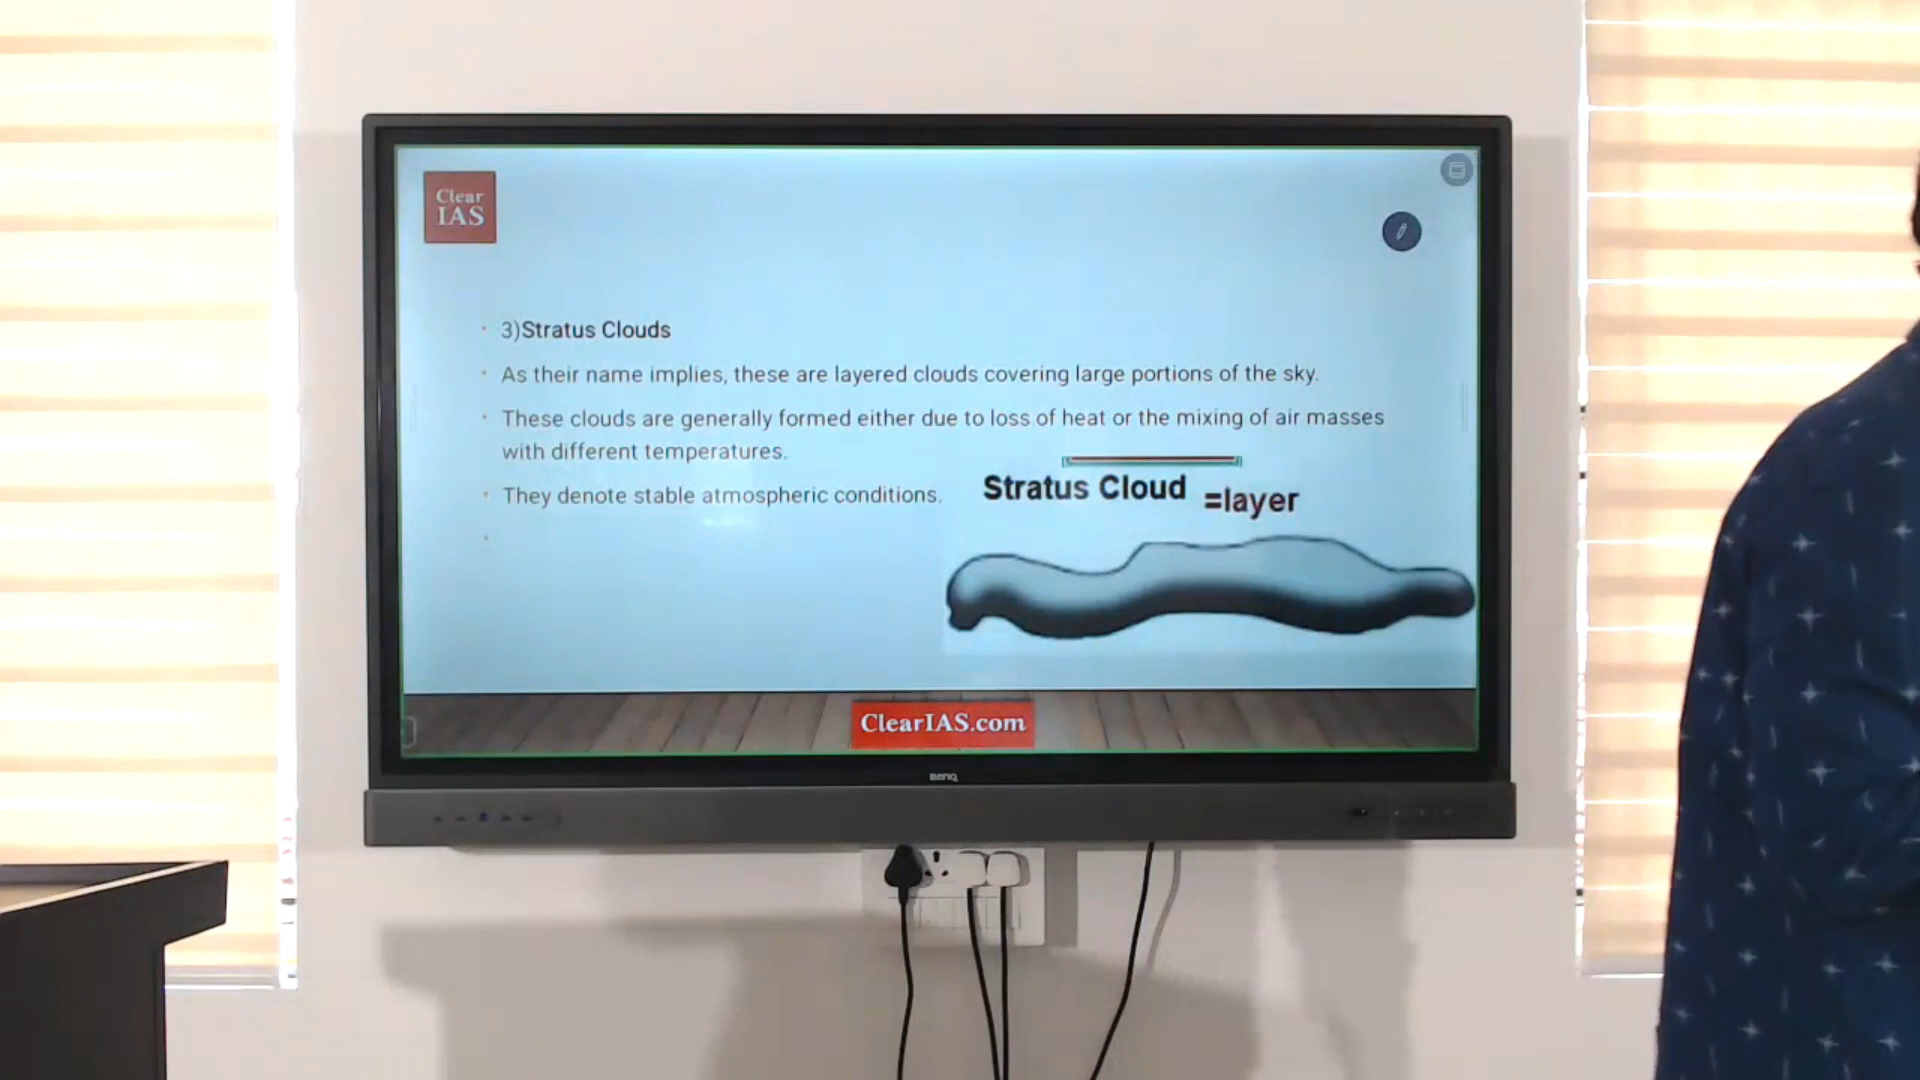 Clear
IAS
3)Stratus Clouds
As their name implies, these are layered clouds covering large portions of the sky.
These clouds are generally formed either due to loss of heat or the mixing of air masses
with different temperatures.
They denote stable atmospheric conditions.
Stratus Cloud =layer
ClearIAS.com
BenQ